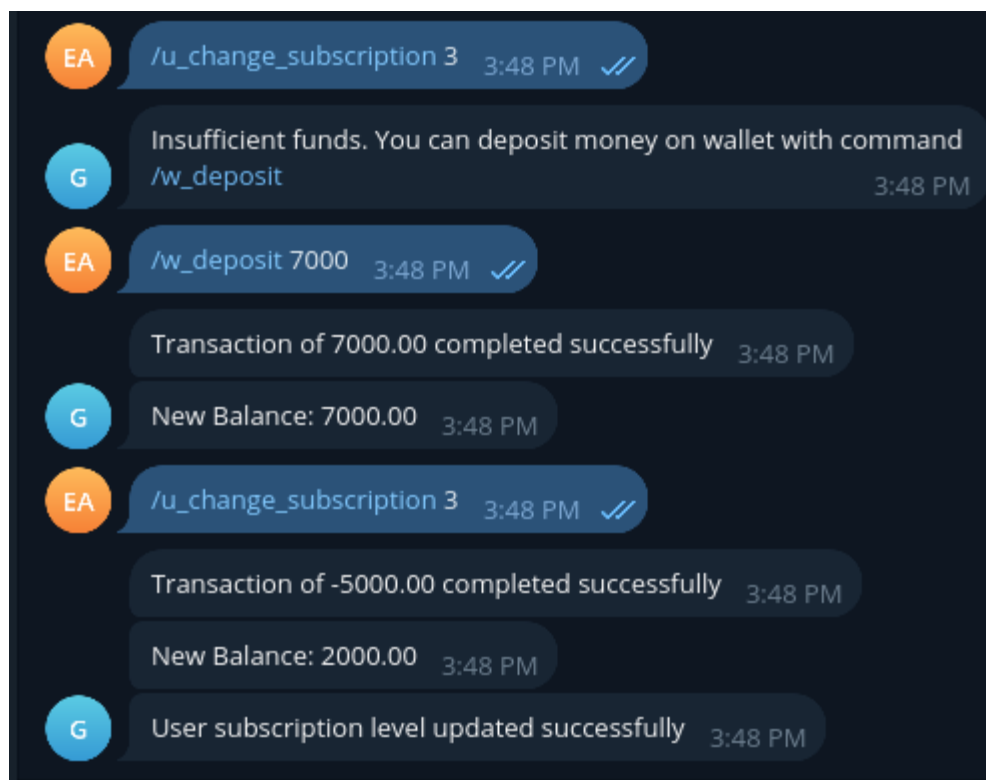 EA
/u_change_subscription 3 3:48 PM
Insufficient funds. You can deposit money on wallet with command
/w_deposit
3:48 PM
G
EA
/w_deposit 7000 3:48 PM
Transaction of 7000.00 completed successfully 3:48 PM
G
New Balance: 7000.00 3:48 PM
EA
/u_change_subscription 3 3:48 PM
Transaction of -5000.00 completed successfully 3:48 PM
New Balance: 2000.00 3:48 PM
G
User subscription level updated successfully 3:48 PM